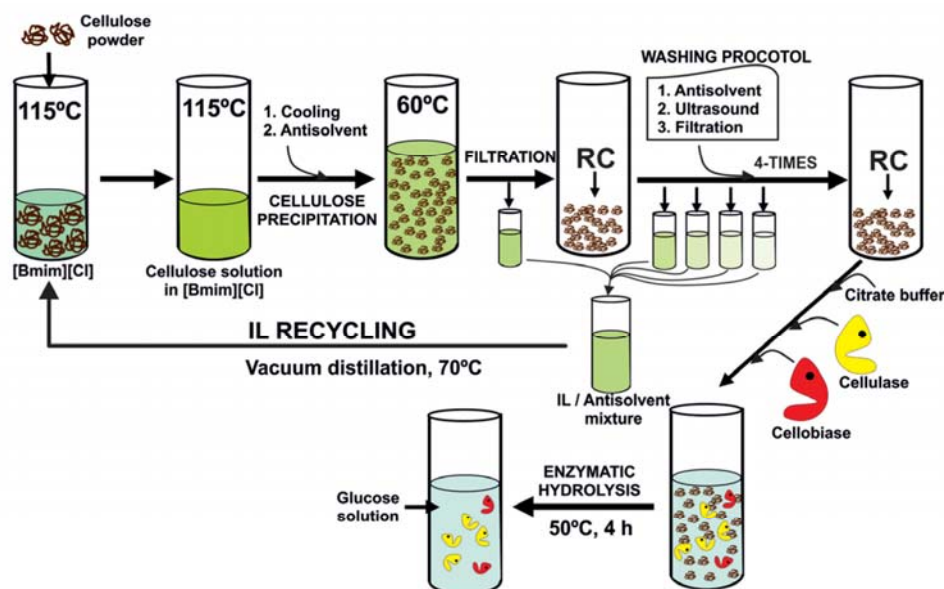 Cellulose
powder
115ºC
[Bmim][Cl]
115ºC
Cellulose solution
in [Bmim][Cl]
1. Cooling
2. Antisolvent
CELLULOSE
PRECIPITATION
60ºC
FILTRATION
RC
WASHING PROCOTOL
1. Antisolvent
2. Ultrasound
3. Filtration
4-TIMES
RC
IL RECYCLING
Vacuum distillation, 70ºC
IL / Antisolvent
mixture
Citrate buffer
Cellulase
Cellobiase
ENZYMATIC
HYDROLYSIS
50ºC, 4 h
Glucose
solution